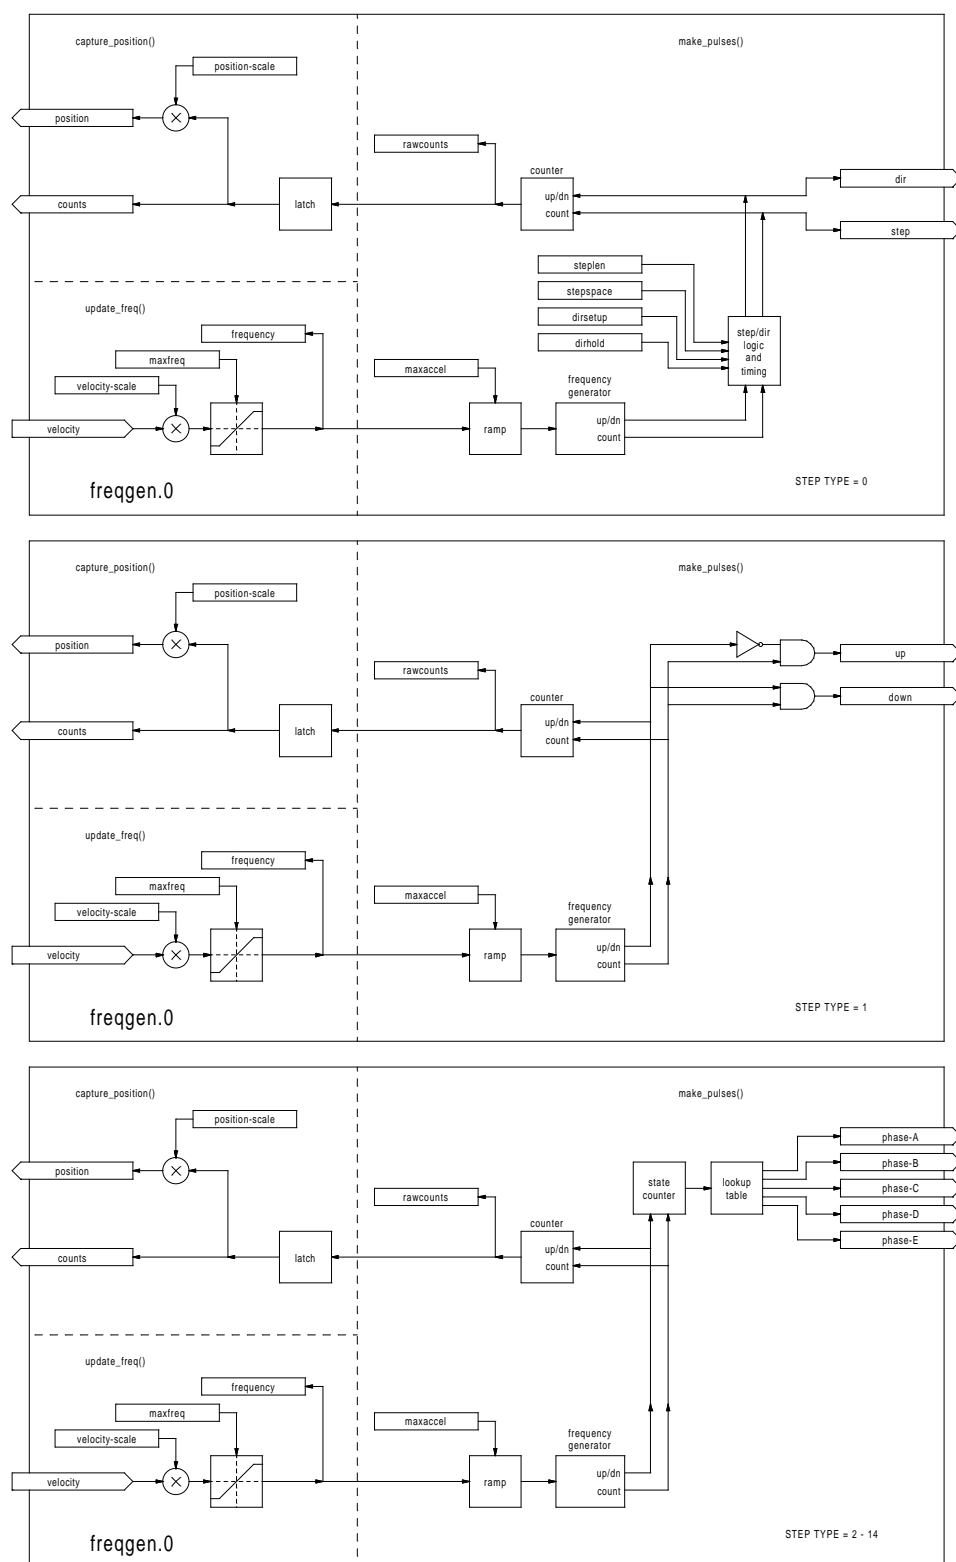 capture_position()
make_pulses()
position-scale
position
rawcounts
counter
dir
up/dn
counts
latch
count
step
steplen
stepspace
update_freq()
dirsetup
frequency
step/dir
logic
and
timing
dirhold
maxfreq
maxaccel
velocity-scale
frequency
generator
velocity
ramp
up/dn
count
freqgen.0
STEP TYPE = 0
capture_position()
make_pulses()
position-scale
position
up
rawcounts
counter
down
up/dn
counts
latch
count
update_freq()
frequency
maxfreq
maxaccel
velocity-scale
frequency
generator
velocity
ramp
up/dn
count
freqgen.0
STEP TYPE = 1
capture_position()
make_pulses()
position-scale
phase-A
position
phase-B
state
counter
lookup
table
phase-C
rawcounts
phase-D
counter
phase-E
up/dn
counts
latch
count
update_freq()
frequency
maxfreq
maxaccel
velocity-scale
frequency
generator
velocity
ramp
up/dn
count
freqgen.0
STEP TYPE = 2 - 14